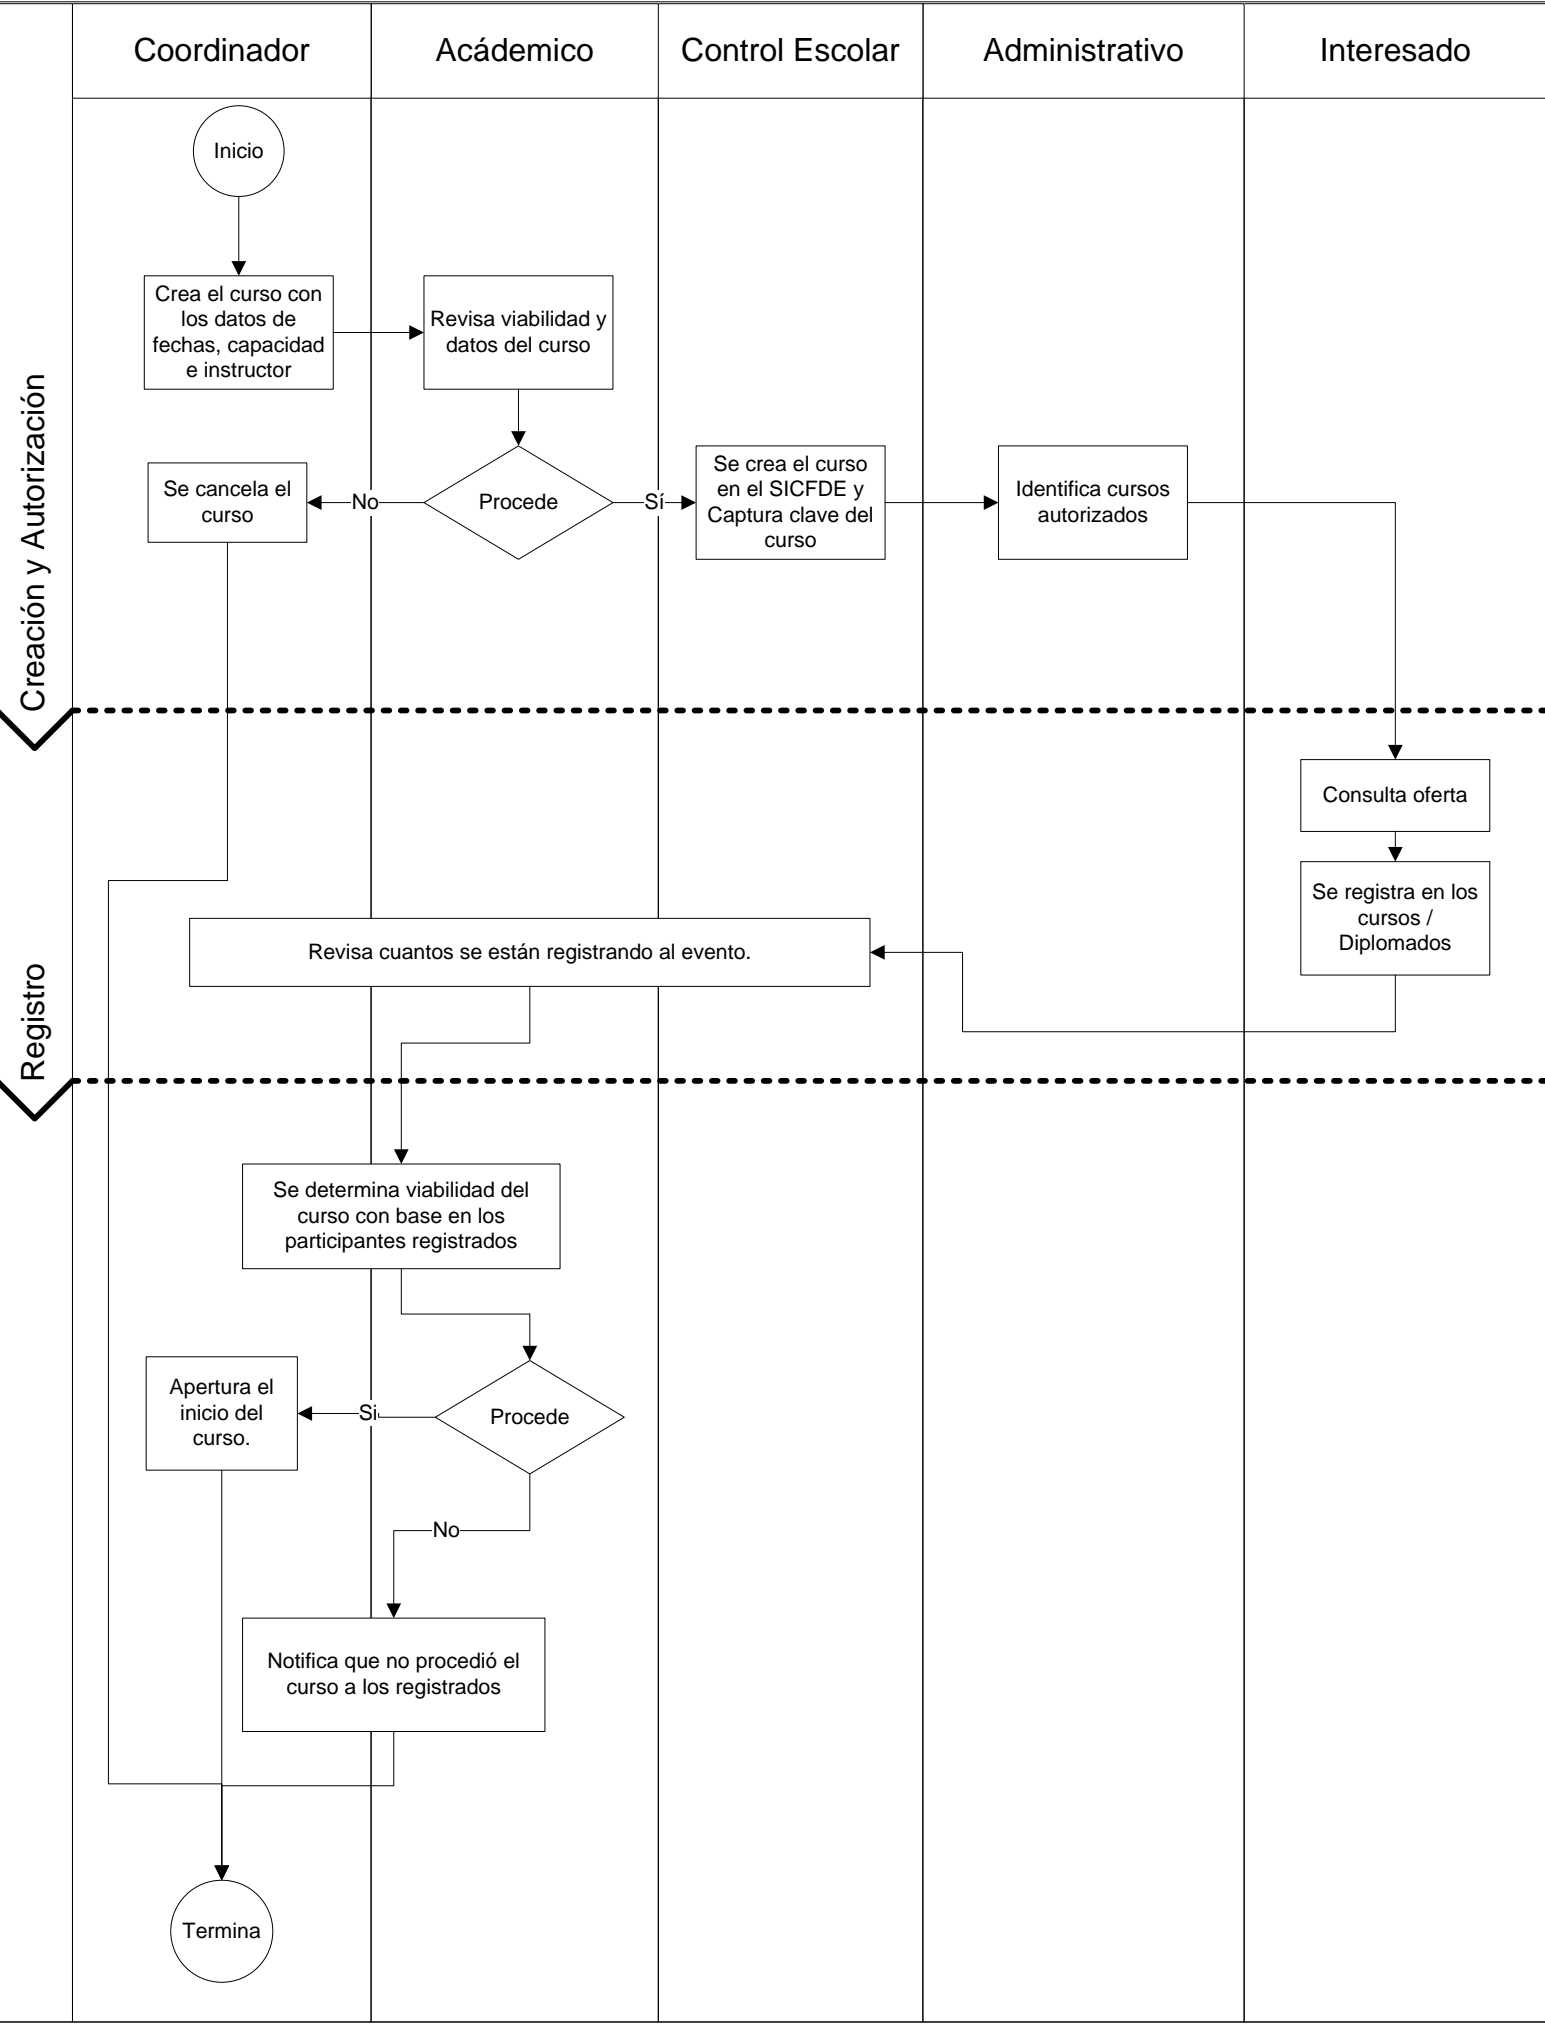 Coordinador
Acádemico
Control Escolar
Administrativo
Interesado
Creación y Autorización
Inicio
Crea el curso con
los datos de
fechas, capacidad
e instructor
Revisa viabilidad y
datos del curso
Se cancela el
curso
No
Procede
Sí
Se crea el curso
en el SICFDE y
Captura clave del
curso
Identifica cursos
autorizados
Registro
Consulta oferta
Se registra en los
cursos /
Diplomados
Revisa cuantos se están registrando al evento.
Se determina viabilidad del
curso con base en los
participantes registrados
Apertura el
inicio del
curso.
Si
Procede
No
Notifica que no procedió el
curso a los registrados
Termina